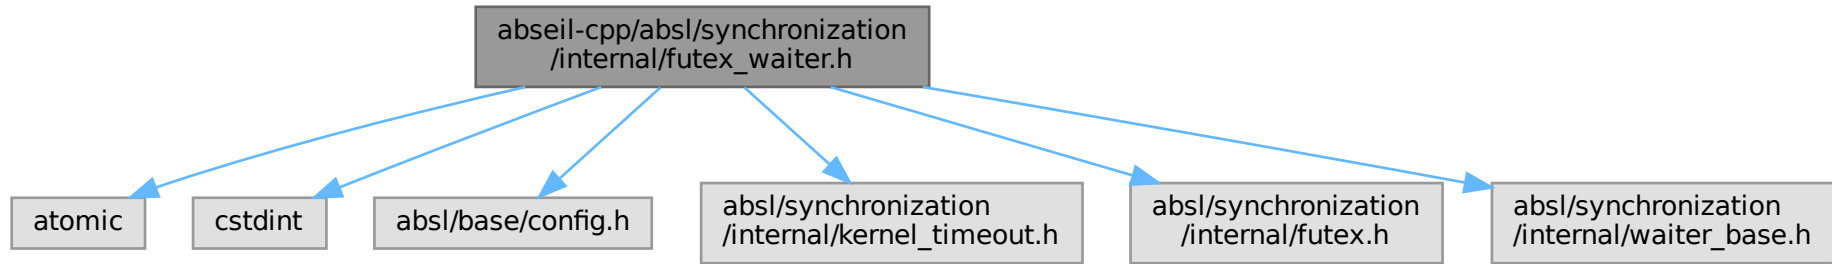 abseil-cpp/absl/synchronization
/internal/futex_waiter.h
atomic
cstdint
absl/base/config.h
absl/synchronization
/internal/kernel_timeout.h
absl/synchronization
/internal/futex.h
absl/synchronization
/internal/waiter_base.h